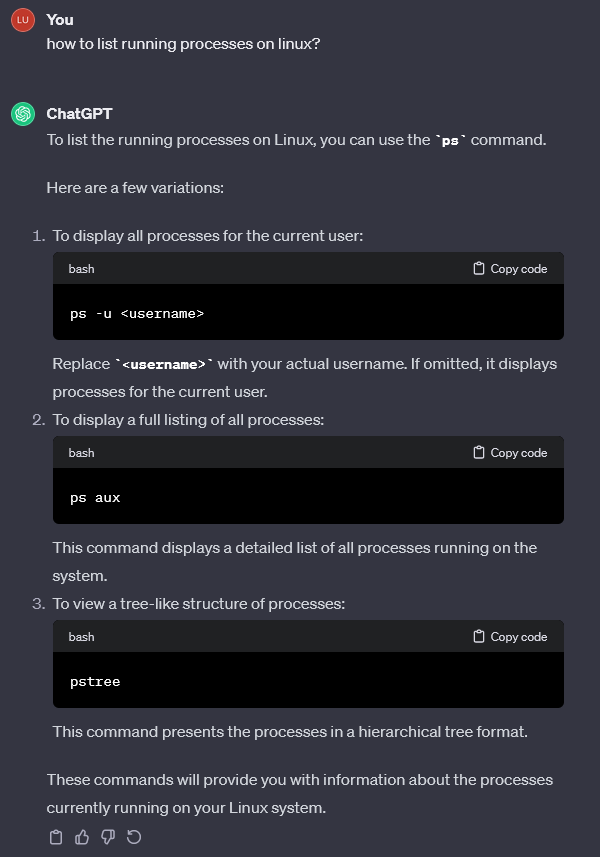 LU
You
how to list running processes on linux?
ChatGPT
To list the running processes on Linux, you can use the `ps` command.
Here are a few variations:
1. To display all processes for the current user:
bash
Copy code
ps -u <username>
Replace `<username>` with your actual username. If omitted, it displays
processes for the current user.
2. To display a full listing of all processes:
bash
Copy code
ps aux
This command displays a detailed list of all processes running on the
system.
3. To view a tree-like structure of processes:
bash
Copy code
pstree
This command presents the processes in a hierarchical tree format.
These commands will provide you with information about the processes
currently running on your Linux system.